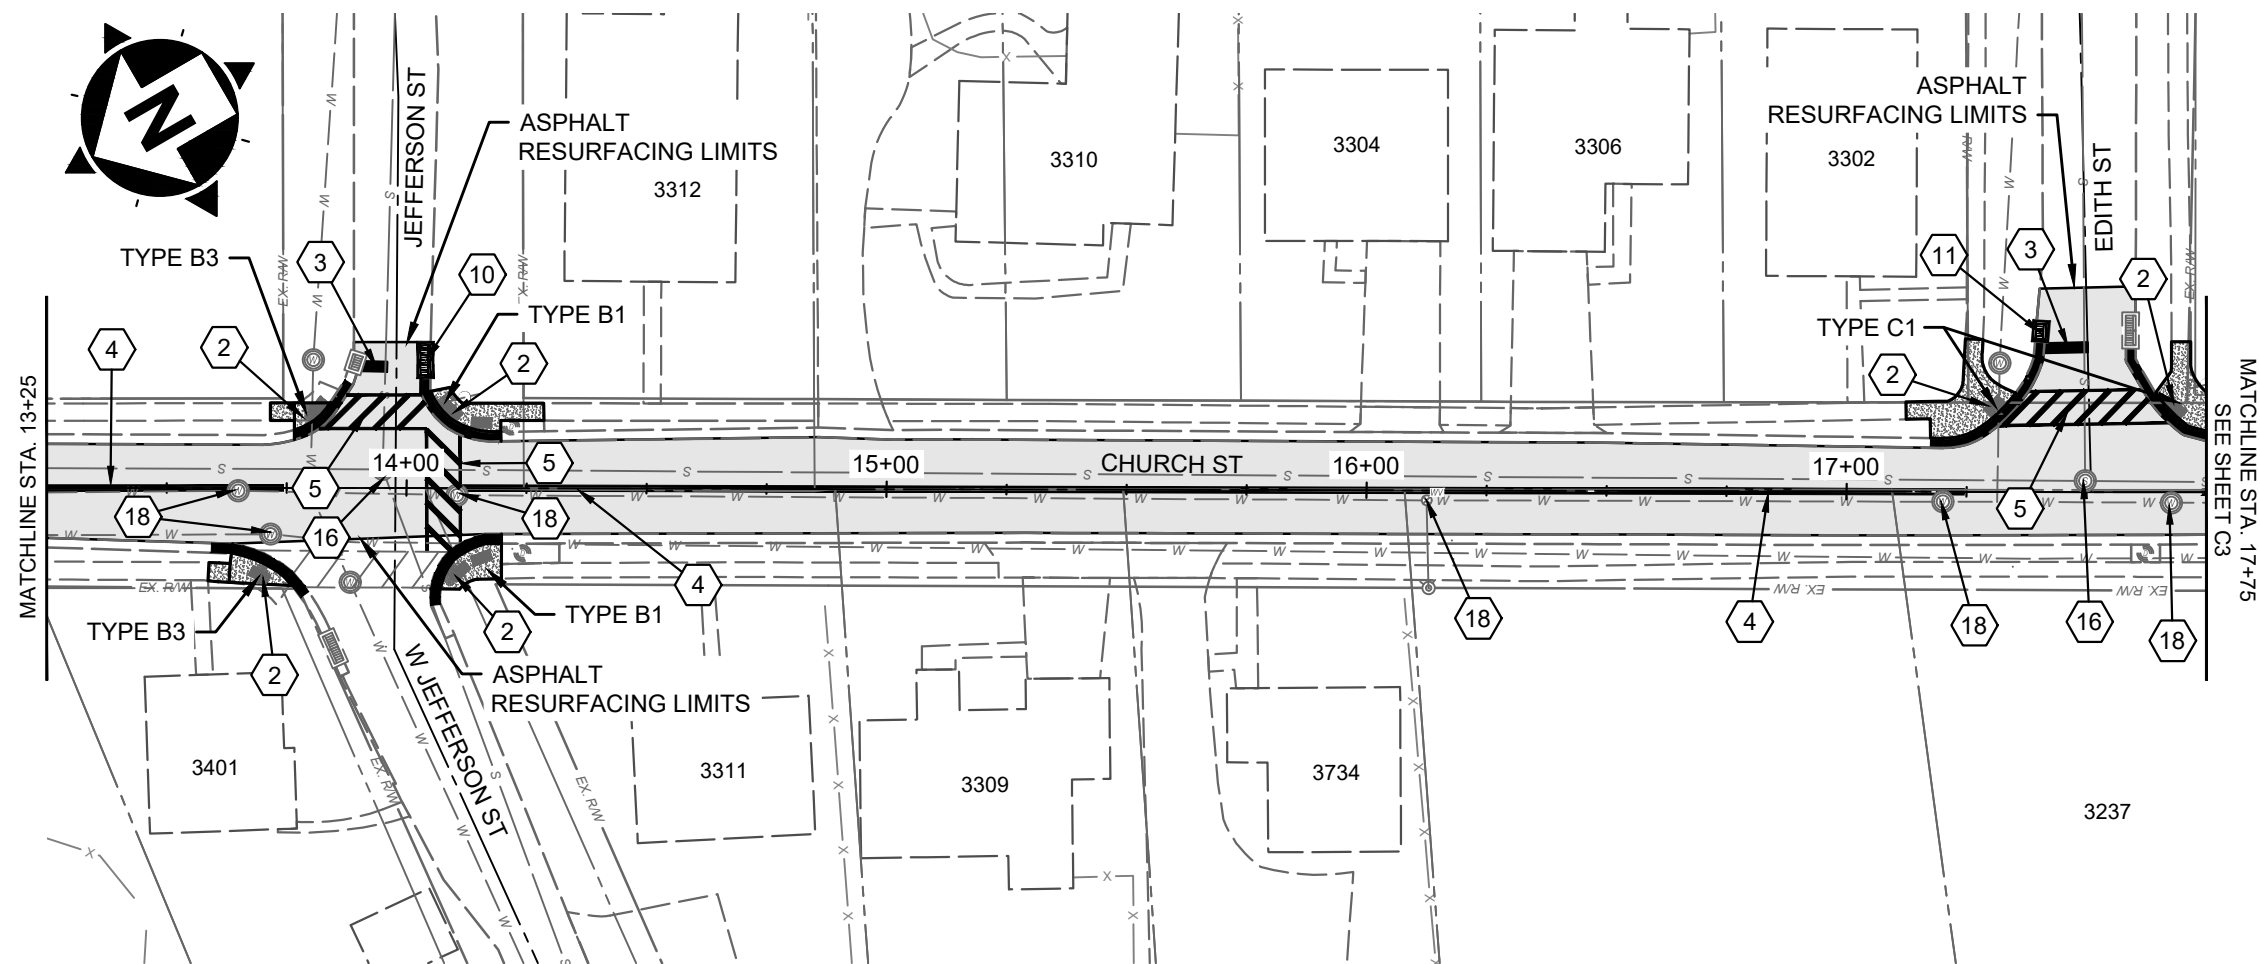 N
JEFFERSON ST
ASPHALT
RESURFACING LIMITS
3312
3310
3304
3306
3302
ASPHALT
RESURFACING LIMITS
EDITH ST
TYPE B3
3
10
TYPE B1
11
3
2
TYPE C1
EX. R/W
X. R/W
R/W
EX. R/W
4
2
2
2
MATCHLINE STA. 13+25
5
14+00
5
15+00
CHURCH ST
16+00
17+00
5
MATCHLINE STA. 17+75
SEE SHEET C3
18
16
18
4
18
4
18
16
18
EX. R/W
EX. R/W
EX. R/W
TYPE B3
2
2
TYPE B1
ASPHALT
RESURFACING LIMITS
W JEFFERSON ST
EX. R/W
EX. R/W
3401
3311
3309
3734
3237